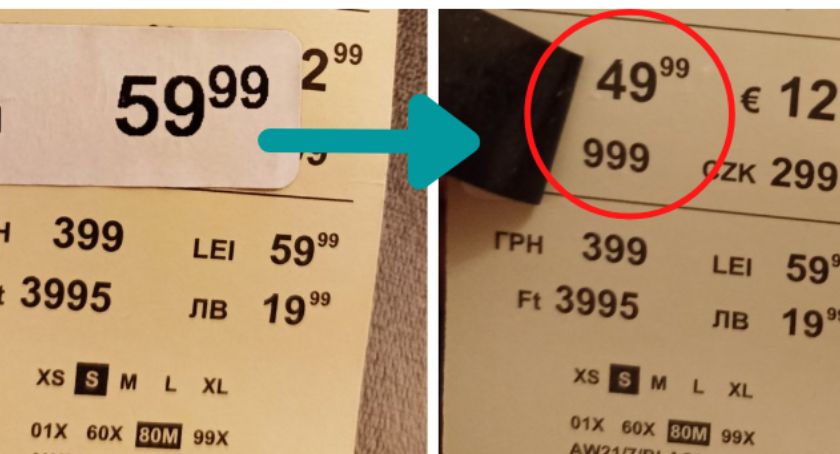 59⁹⁹
2⁹⁹
399 LEI 59⁹⁹
3995 ЛВ 19⁹⁹
XS S M L XL
01X 60X 80M 99X
49⁹⁹ € 12
999 CZK 299
ГРН 399 LEI 59
Ft 3995 ЛВ 19
XS S M L XL
01X 60X 80M 99X